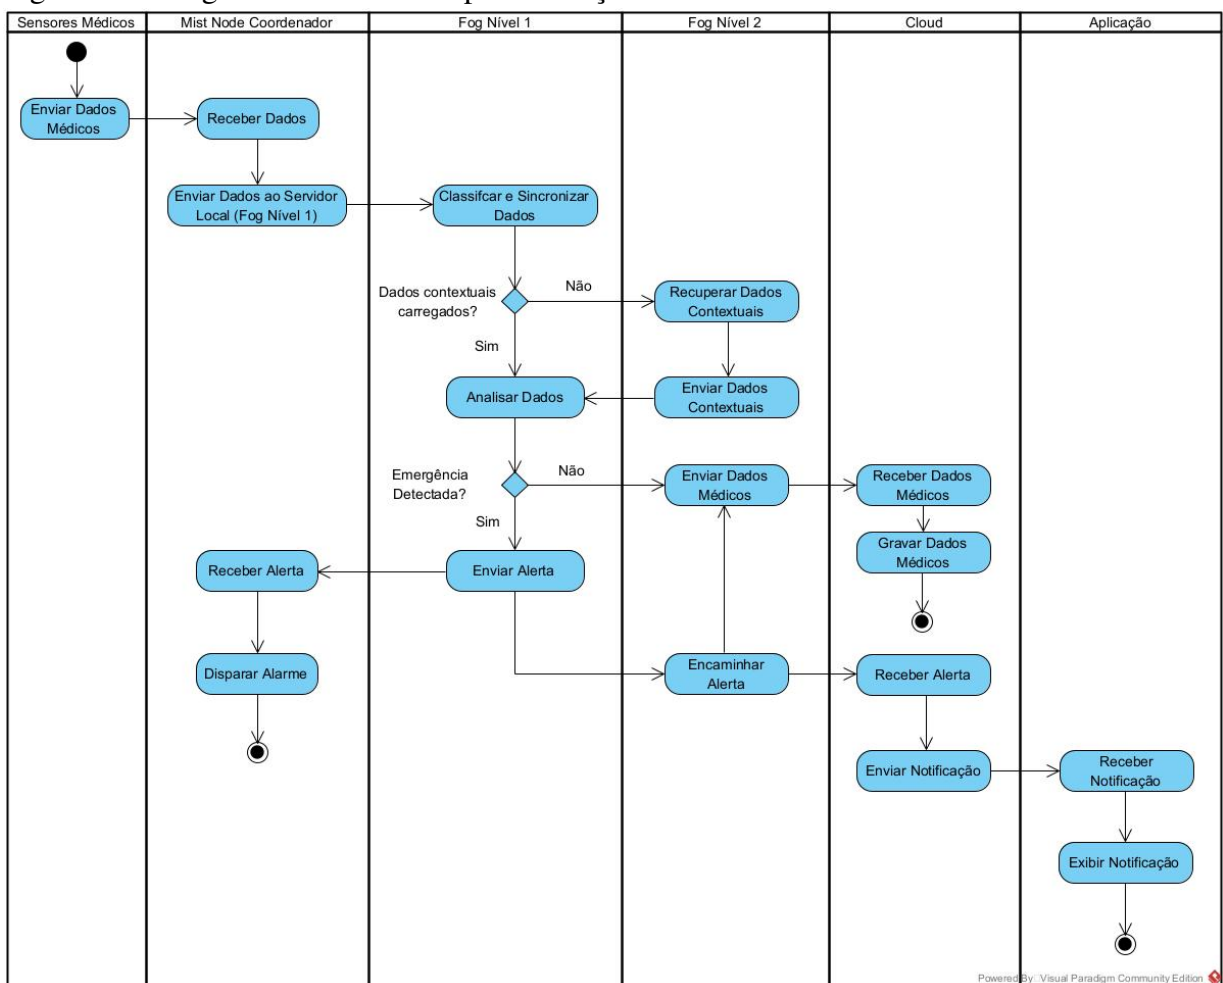 Sensores Médicos
Mist Node Coordenador
Fog Nível 1
Fog Nível 2
Cloud
Aplicação
Enviar Dados
Médicos
Receber Dados
Enviar Dados ao Servidor
Local (Fog Nível 1)
Classifcar e Sincronizar
Dados
Dados contextuais
carregados?
Não
Sim
Recuperar Dados
Contextuais
Enviar Dados
Contextuais
Analisar Dados
Emergência
Detectada?
Não
Sim
Enviar Dados
Médicos
Receber Dados
Médicos
Gravar Dados
Médicos
Enviar Alerta
Receber Alerta
Disparar Alarme
Encaminhar
Alerta
Receber Alerta
Enviar Notificação
Receber
Notificação
Exibir Notificação
Powered By Visual Paradigm Community Edition